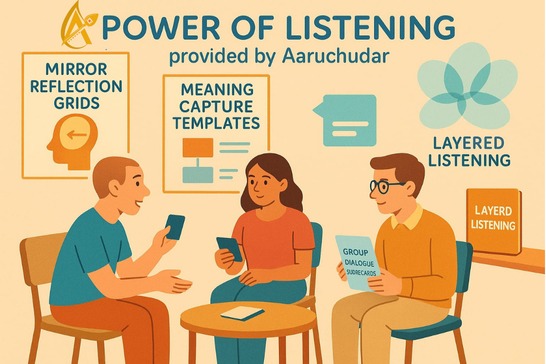 POWER OF LISTENING
provided by Aaruchudar
MIRROR
REFLECTION
GRIDS
MEANING
CAPTURE
TEMPLATES
LAYERED
LISTENING
LAYERD
LISTENING
GROUP
DIALOGUE